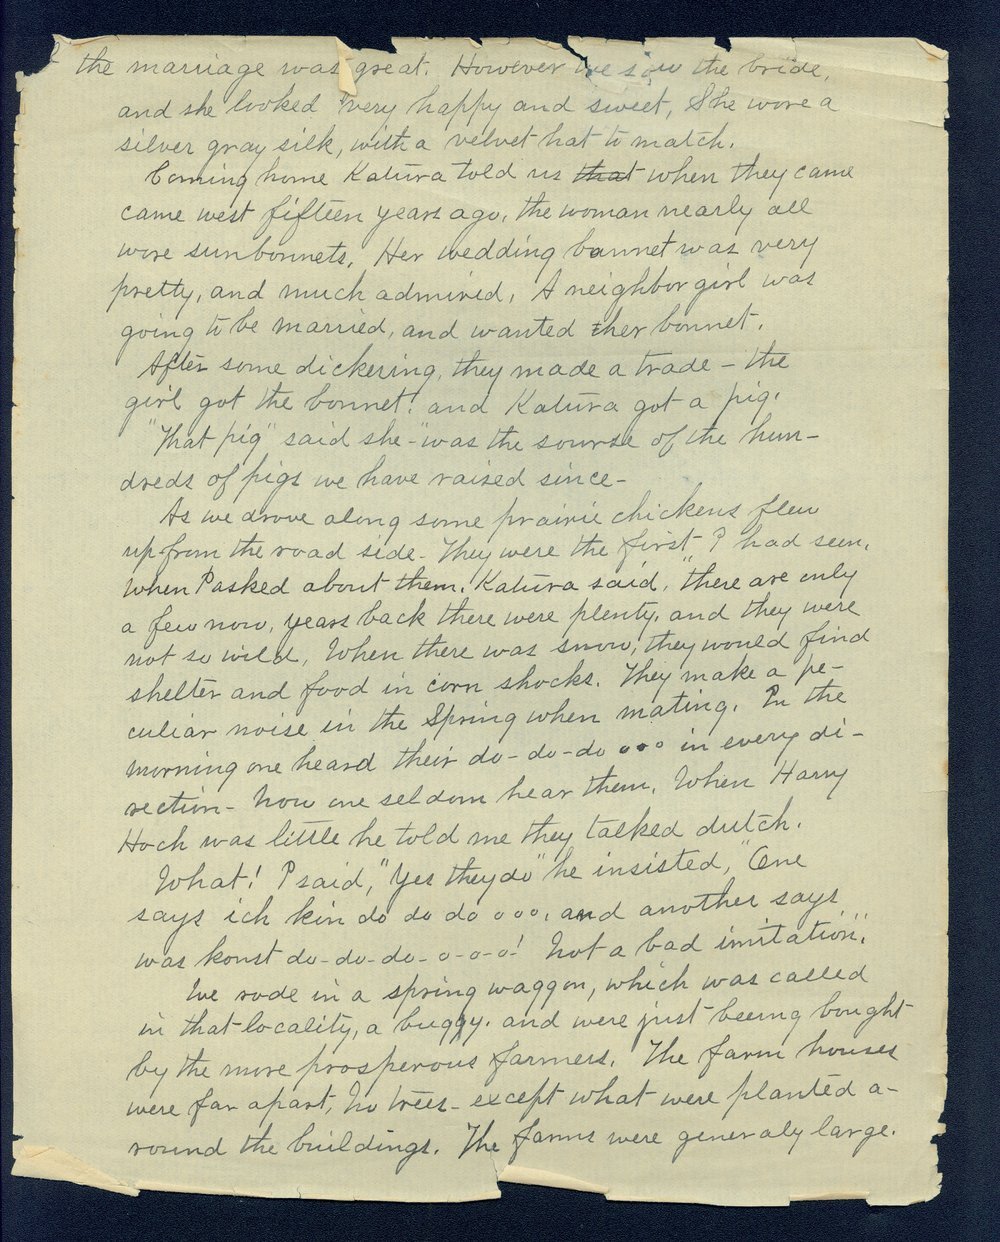 the marriage was great. However we saw the bride,
and she looked very happy and sweet, She wore a
silver gray silk, with a velvet hat to match.
Coming home Katura told us that when they came
came west fifteen years ago, the woman nearly all
wore sunbonnets. Her wedding bonnet was very
pretty, and much admired. A neighbor girl was
going to be married, and wanted ther bonnet.
After some dickering, they made a trade - the
girl got the bonnet. and Katura got a pig.
"That pig" said she - "was the sourse of the hun-
dreds of pigs we have raised since -
As we drove along some prairie chickens flew
up from the road side - They were the first I had seen.
When I asked about them. Katura said, "there are only
a few now, years back there were plenty, and they were
not so wild, When there was snow, they would find
shelter and food in corn shocks. They make a pe-
culiar noise in the Spring when mating. In the
morning one heard their do-do-do o o o in every di-
rection - Now one seldom hear them. When Harry
Hoch was little he told me they talked dutch.
What! I said, "Yes they do" he insisted, "One
says ich kin do do do o o o, and another says
was konst do-do-do-o-o-o! Not a bad imitation".
We rode in a spring waggon, which was called
in that locality, a buggy. and were just beeing bought
by the more prosperous farmers. The farm houses
were far apart, No trees - except what were planted a-
round the buildings. The farms were generaly large.